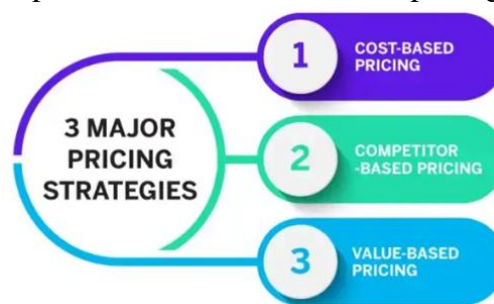 3 MAJOR
PRICING
STRATEGIES
1
COST-BASED
PRICING
2
COMPETITOR
-BASED PRICING
3
VALUE-BASED
PRICING